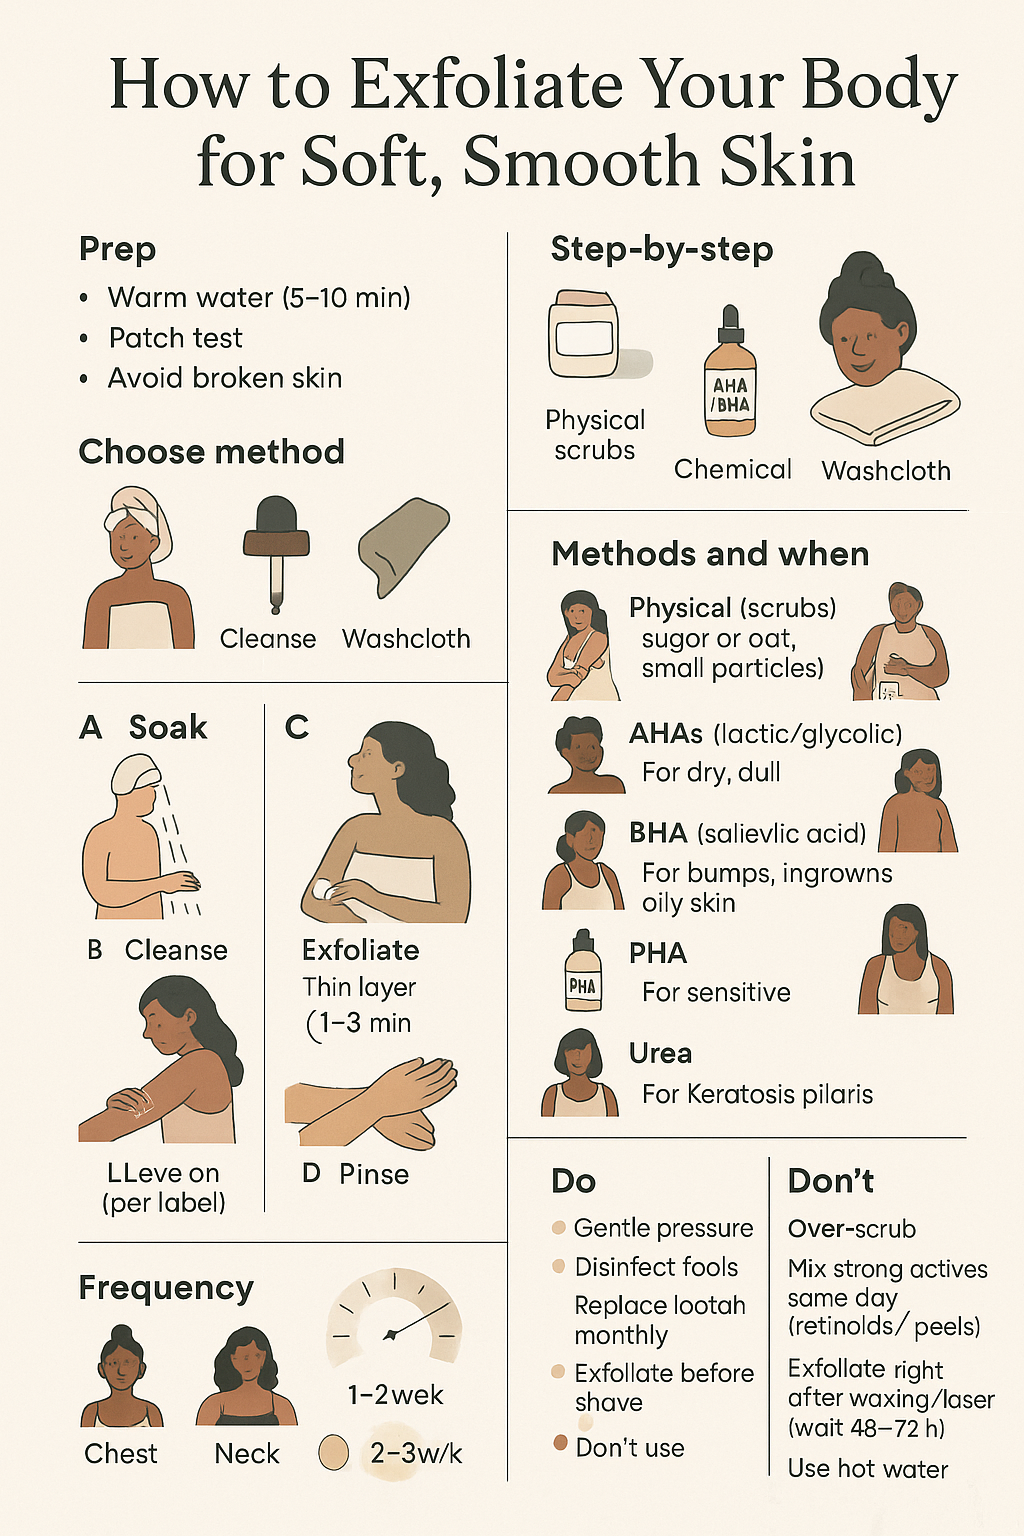 How to Exfoliate Your Body
for Soft, Smooth Skin
Prep
• Warm water (5–10 min)
• Patch test
• Avoid broken skin
Choose method
Cleanse
Washcloth
A Soak
B Cleanse
LLeve on
(per label)
C
Exfoliate
Thin layer
(1–3 min
D Pinse
Frequency
Chest
Neck
1–2wek
2–3w/k
Step-by-step
Physical
scrubs
AHA
/BHA
Chemical
Washcloth
Methods and when
Physical (scrubs)
sugor or oat,
small particles)
AHAs (lactic/glycolic)
For dry, dull
BHA (salievlic acid)
For bumps, ingrowns
oily skin
PHA
PHA
For sensitive
Urea
For Keratosis pilaris
Do
Gentle pressure
Disinfect fools
Replace lootah
monthly
Exfollate before
shave
Don't use
Don't
Over-scrub
Mix strong actives
same day
(retinolds/peels)
Exfollate right
after waxing/laser
(wait 48–72 h)
Use hot water